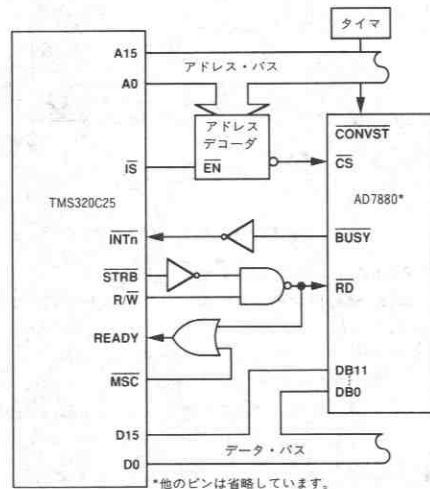 タイマ
A15
アドレス・バス
A0
アドレス
デコーダ
CONVST
IS
EN
CS
TMS320C25
AD7880*
INTn
BUSY
STRB
R/W
RD
READY
MSC
DB11
DB0
D15
データ・バス
D0
*他のピンは省略しています。